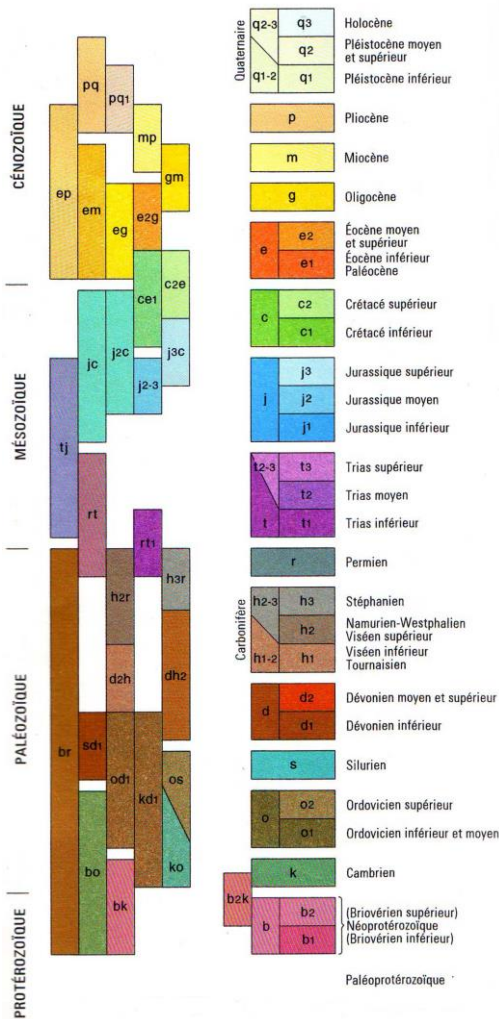 CÉNOZOÏQUE
MÉSOZOÏQUE
PALÉOZOÏQUE
PROTÉROZOÏQUE
pq
pq1
mp
gm
ep
em
eg
e2g
ce1
c2e
jc
j2c
j3c
j2-3
tj
rt
rt1
h2r
h3r
d2h
dh2
br
sd1
od1
kd1
os
ko
bo
bk
Quaternaire
q2-3
q3
Holocène
q2
Pléistocène moyen
et supérieur
q1-2
q1
Pléistocène inférieur
p
Pliocène
m
Miocène
g
Oligocène
e
e2
Éocène moyen
et supérieur
e1
Éocène inférieur
Paléocène
c
c2
Crétacé supérieur
c1
Crétacé inférieur
j
j3
Jurassique supérieur
j2
Jurassique moyen
j1
Jurassique inférieur
t2-3
t3
Trias supérieur
t2
Trias moyen
t
t1
Trias inférieur
r
Permien
Carbonifère
h2-3
h3
Stéphanien
h2
Namurien-Westphalien
Viséen supérieur
h1-2
h1
Viséen inférieur
Tournaisien
d
d2
Dévonien moyen et supérieur
d1
Dévonien inférieur
s
Silurien
o
o2
Ordovicien supérieur
o1
Ordovicien inférieur et moyen
k
Cambrien
b2k
b
b2
(Briovérien supérieur)
Néoprotérozoïque
b1
(Briovérien inférieur)
Paléoprotérozoïque